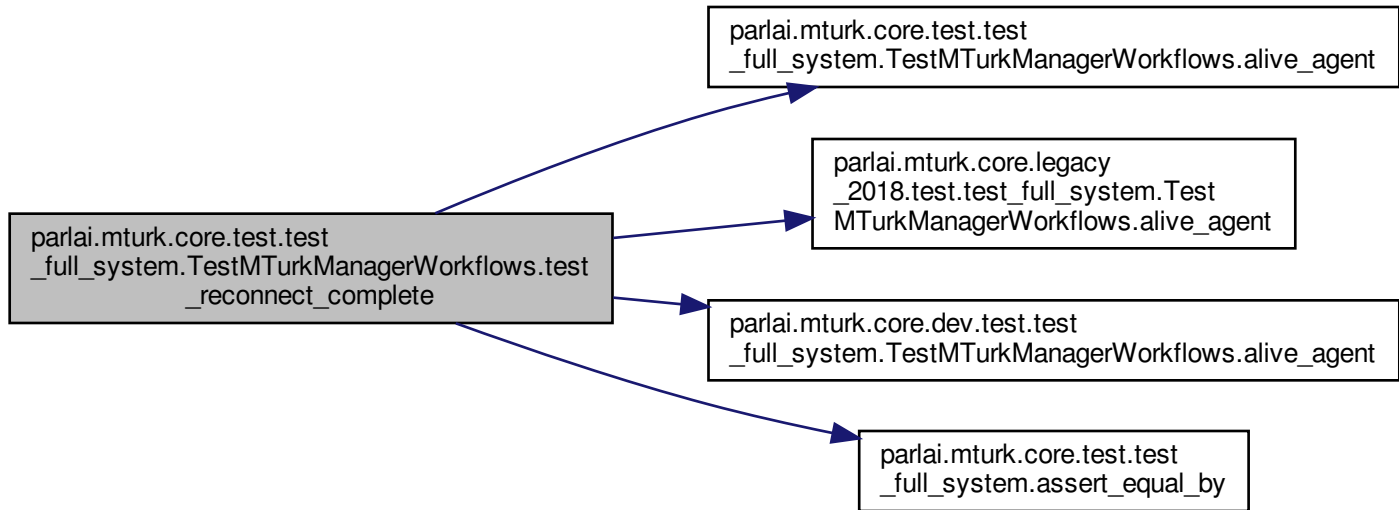 parlai.mturk.core.test.test
_full_system.TestMTurkManagerWorkflows.test
_reconnect_complete
parlai.mturk.core.test.test
_full_system.TestMTurkManagerWorkflows.alive_agent
parlai.mturk.core.legacy
_2018.test.test_full_system.Test
MTurkManagerWorkflows.alive_agent
parlai.mturk.core.dev.test.test
_full_system.TestMTurkManagerWorkflows.alive_agent
parlai.mturk.core.test.test
_full_system.assert_equal_by